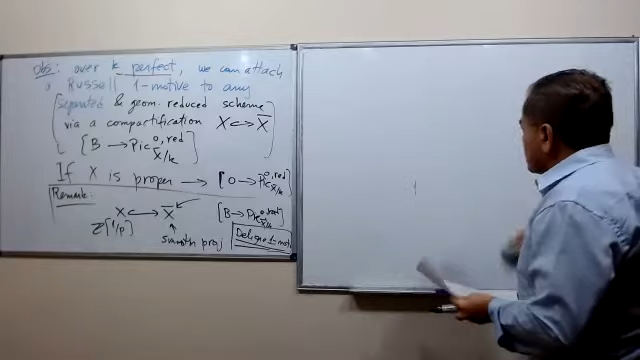 Obs: over k perfect, we can attach
a Russell 1-motive to any
separated & geom. reduced scheme
via a compactification X ↪ X̄
[B → Pic^{0,red}_{X̄/k}]
If X is proper → [0 → Pic^{0,red}_{X/k}]
Remark:
X ↪ X̄ [B → Pic^{0,red}_{X̄/k}]
Z[1/p] smooth proj Deligne 1-mot